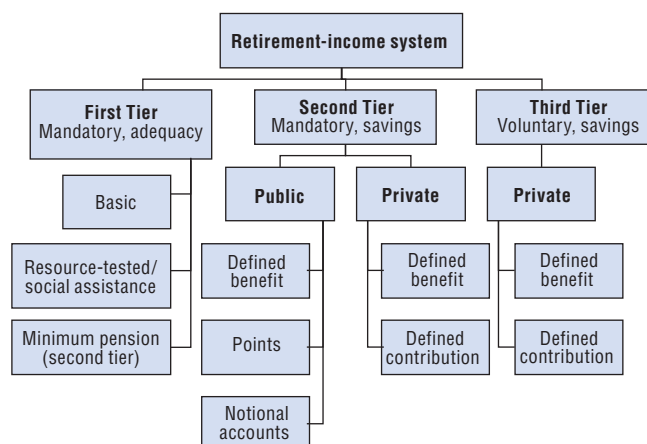 Retirement-income system
First Tier
Mandatory, adequacy
Second Tier
Mandatory, savings
Third Tier
Voluntary, savings
Basic
Resource-tested/
social assistance
Minimum pension
(second tier)
Public
Defined
benefit
Points
Notional
accounts
Private
Defined
benefit
Defined
contribution
Private
Defined
benefit
Defined
contribution